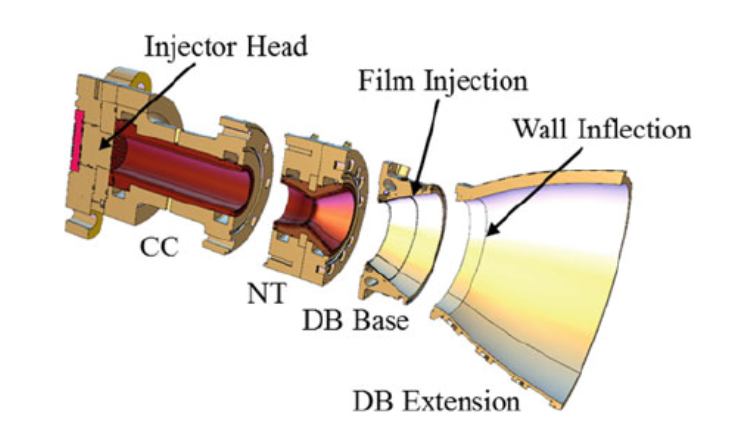 Injector Head
Film Injection
Wall Inflection
CC
NT
DB Base
DB Extension